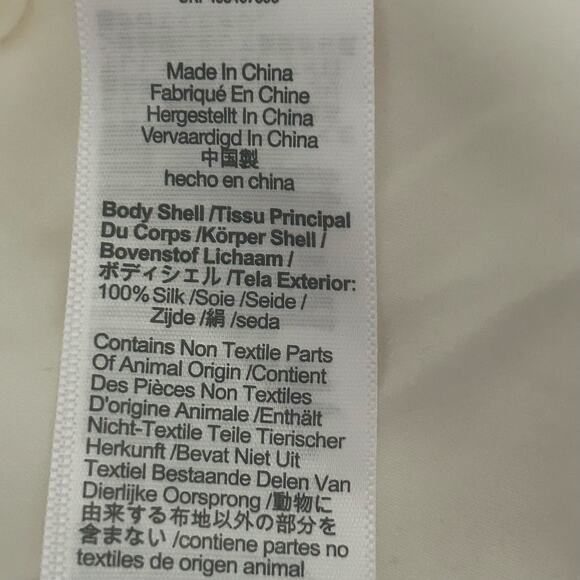 Made In China
Fabriqué En Chine
Hergestellt In China
Vervaardigd In China
中国製
hecho en china
Body Shell /Tissu Principal
Du Corps /Körper Shell /
Bovenstof Lichaam /
ボディシェル /Tela Exterior:
100% Silk /Soie /Seide /
Zijde /絹 /seda
Contains Non Textile Parts
Of Animal Origin /Contient
Des Pièces Non Textiles
D'origine Animale /Enthält
Nicht-Textile Teile Tierischer
Herkunft /Bevat Niet Uit
Textiel Bestaande Delen Van
Dierlijke Oorsprong /動物に
由来する布地以外の部分を
含まない /contiene partes no
textiles de origen animal